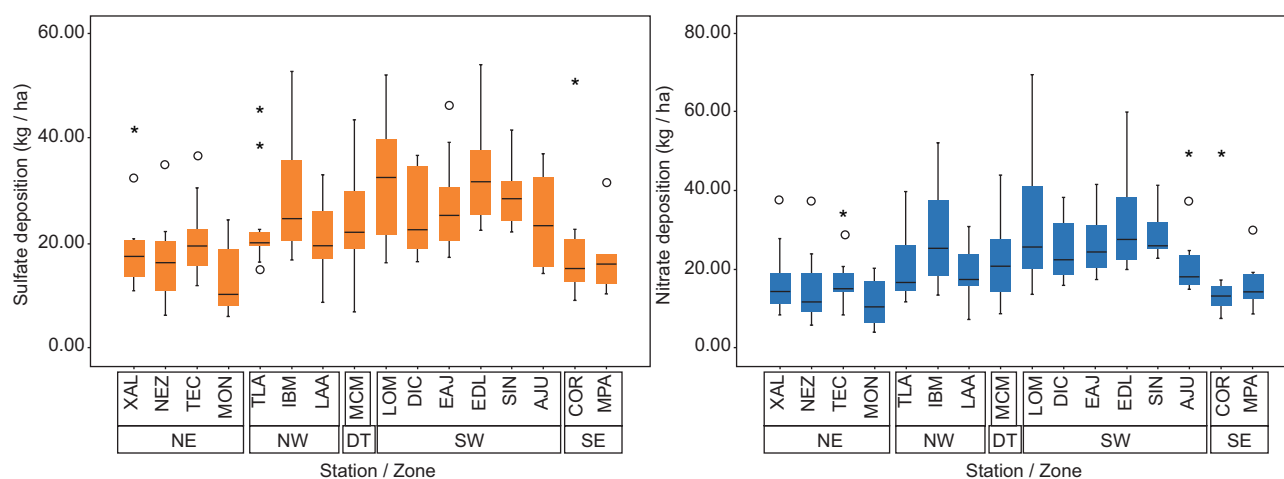 60.00
40.00
20.00
0.00
Sulfate deposition (kg / ha)
XAL NEZ TEC MON TLA IBM LAA MCM LOM DIC EAJ EDL SIN AJU COR MPA
NE NW DT SW SE
Station / Zone
80.00
60.00
40.00
20.00
0.00
Nitrate deposition (kg / ha)
XAL NEZ TEC MON TLA IBM LAA MCM LOM DIC EAJ EDL SIN AJU COR MPA
NE NW DT SW SE
Station / Zone